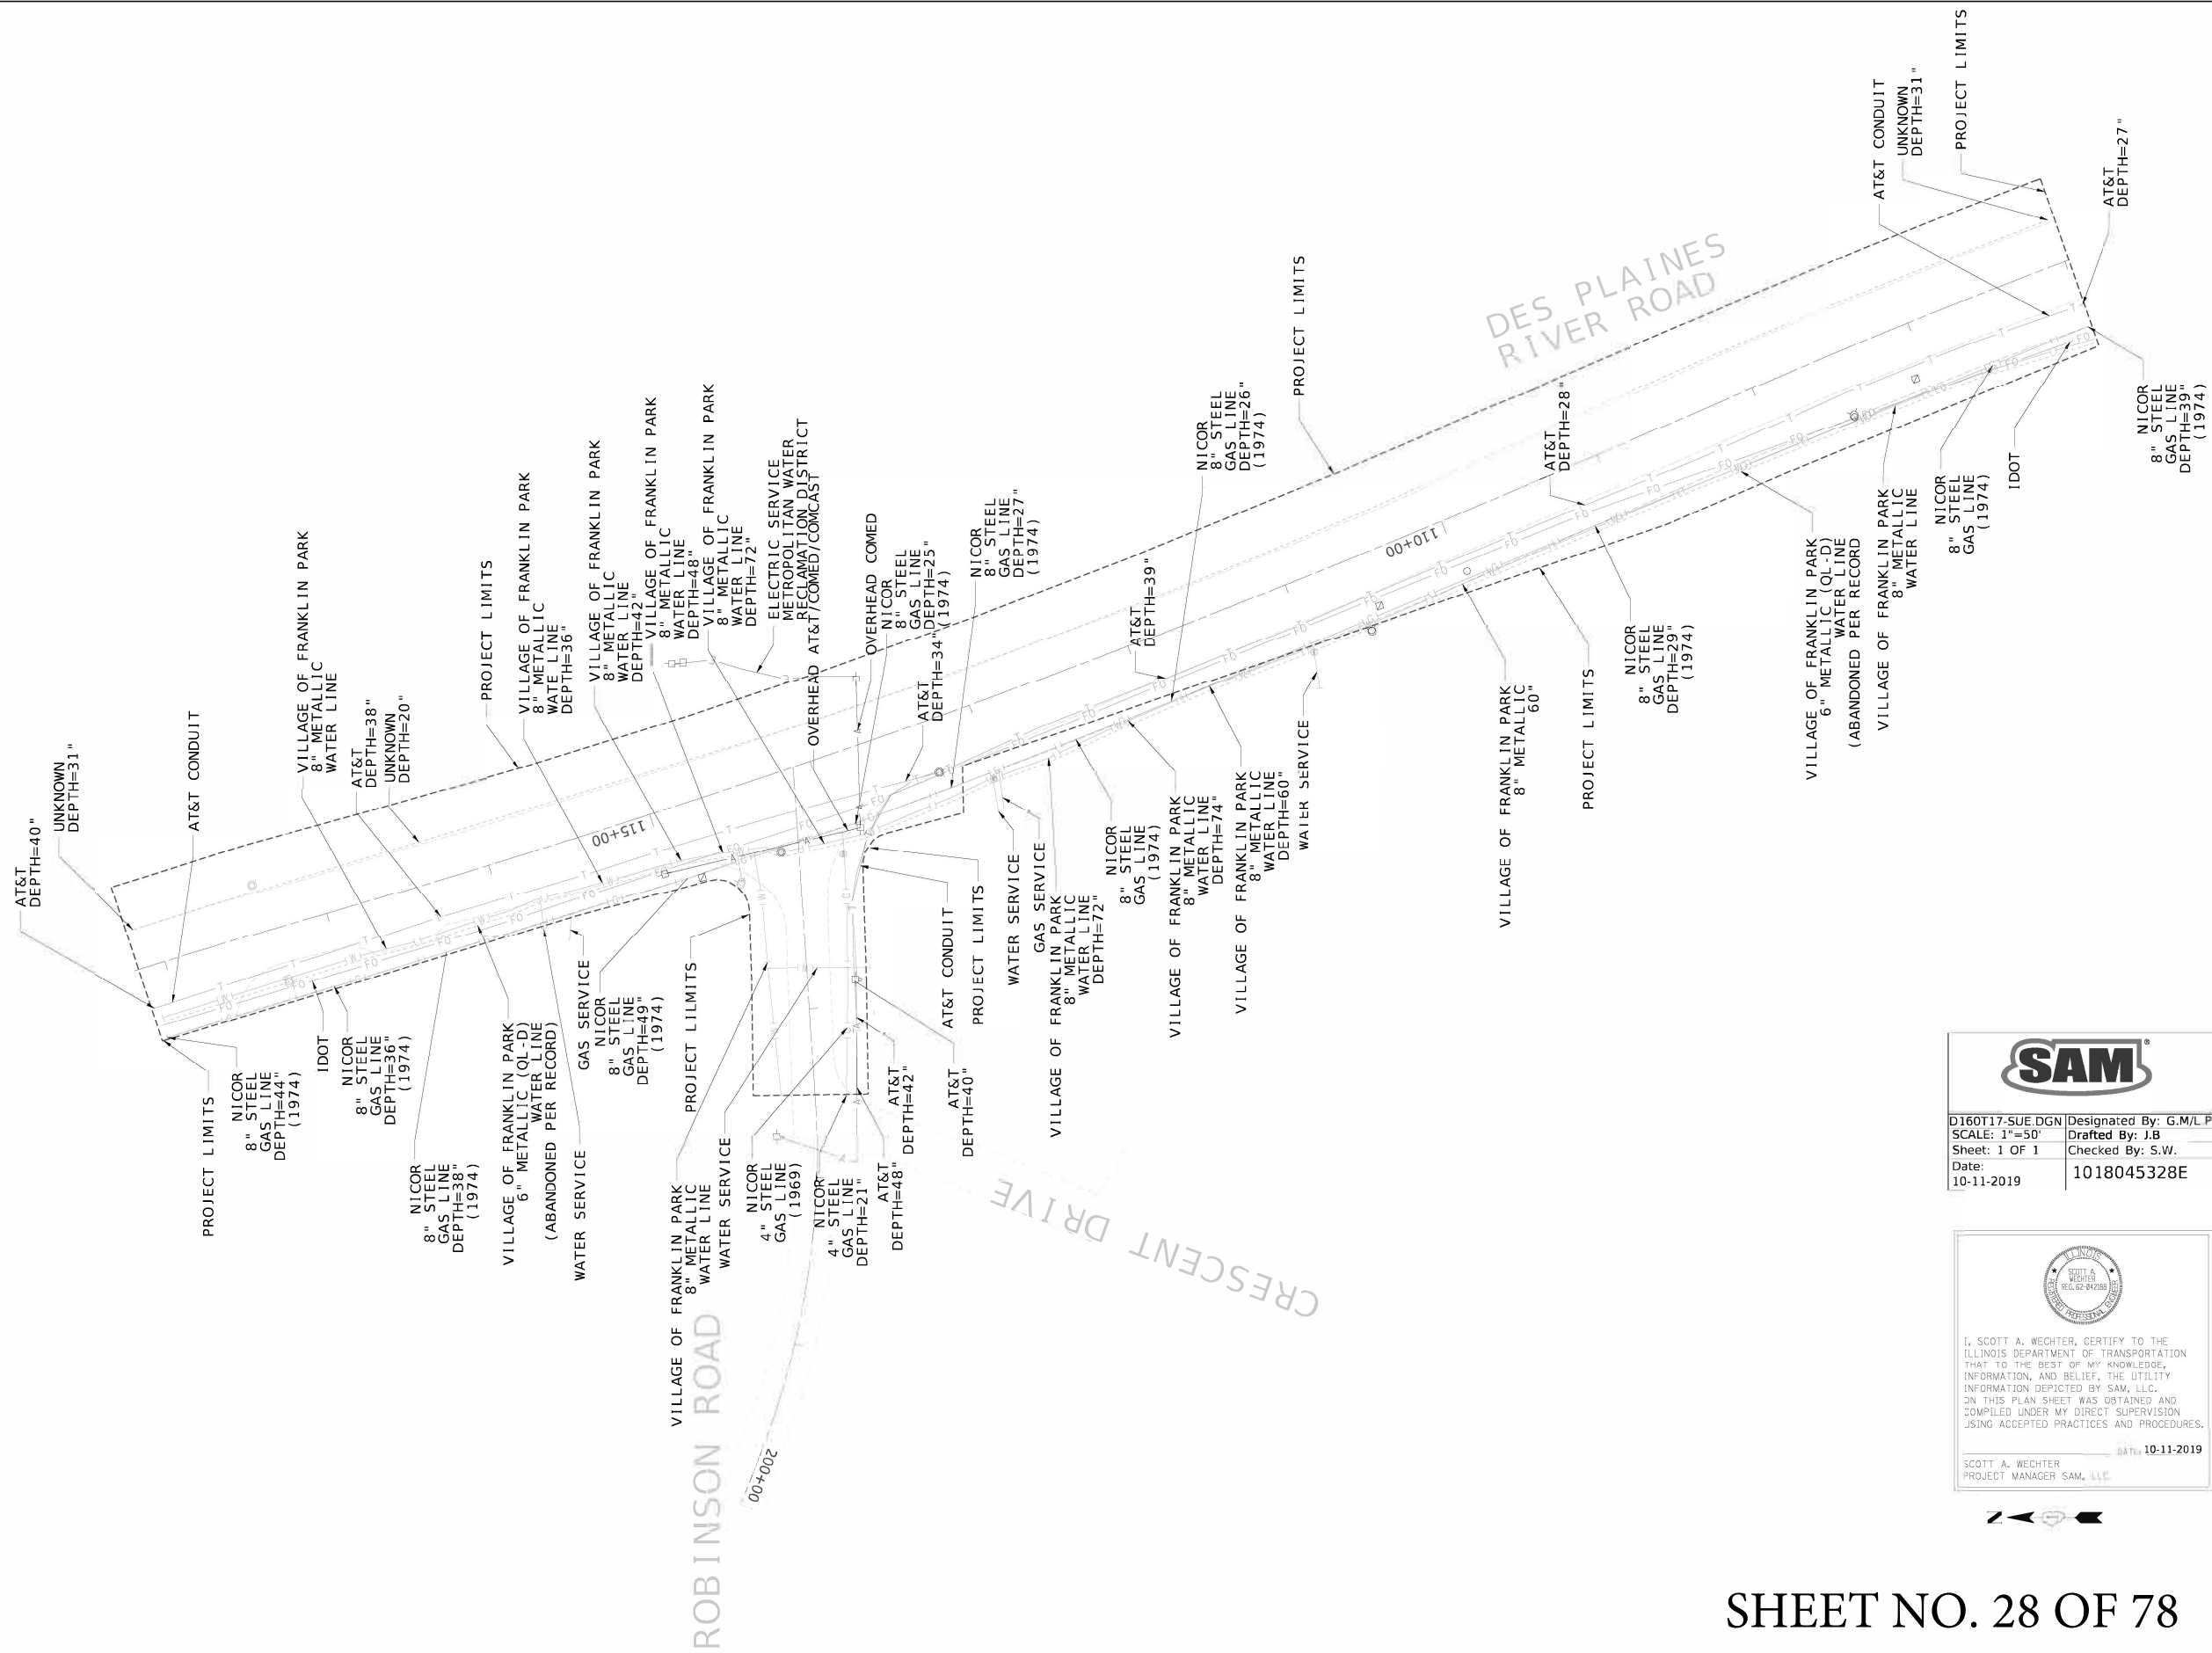 AT&T
DEPTH=40"
UNKNOWN
DEPTH=31"
AT&T CONDUIT
VILLAGE OF FRANKLIN PARK
8" METALLIC
WATER LINE
AT&T
DEPTH=38"
UNKNOWN
DEPTH=20"
PROJECT LIMITS
VILLAGE OF FRANKLIN PARK
8" METALLIC
WATE LINE
DEPTH=36"
VILLAGE OF FRANKLIN PARK
8" METALLIC
WATER LINE
DEPTH=42"
VILLAGE OF FRANKLIN PARK
8" METALLIC
WATER LINE
DEPTH=48"
VILLAGE OF FRANKLIN PARK
8" METALLIC
WATER LINE
DEPTH=72"
ELECTRIC SERVICE
METROPOLITAN WATER
RECLAMATION DISTRICT
OVERHEAD AT&T/COMED/COMCAST
OVERHEAD COMED
NICOR
8" STEEL
GAS LINE
DEPTH=25"
(1974)
AT&T
DEPTH=34"
NICOR
8" STEEL
GAS LINE
DEPTH=27"
(1974)
AT&T
DEPTH=39"
NICOR
8" STEEL
GAS LINE
DEPTH=26"
(1974)
PROJECT LIMITS
DES PLAINES
RIVER ROAD
AT&T
DEPTH=28"
AT&T CONDUIT
UNKNOWN
DEPTH=31"
PROJECT LIMITS
AT&T
DEPTH=27"
115+00
110+00
PROJECT LIMITS
NICOR
8" STEEL
GAS LINE
DEPTH=44"
(1974)
IDOT
NICOR
8" STEEL
GAS LINE
DEPTH=36"
(1974)
NICOR
8" STEEL
GAS LINE
DEPTH=38"
(1974)
VILLAGE OF FRANKLIN PARK
6" METALLIC (QL-D)
WATER LINE
(ABANDONED PER RECORD)
WATER SERVICE
GAS SERVICE
NICOR
8" STEEL
GAS LINE
DEPTH=49"
(1974)
PROJECT LILMITS
VILLAGE OF FRANKLIN PARK
8" METALLIC
WATER LINE
WATER SERVICE
NICOR
4" STEEL
GAS LINE
(1969)
NICOR
4" STEEL
GAS LINE
DEPTH=21"
AT&T
DEPTH=48"
AT&T
DEPTH=42"
AT&T
DEPTH=40"
AT&T CONDUIT
PROJECT LIMITS
WATER SERVICE
GAS SERVICE
VILLAGE OF FRANKLIN PARK
8" METALLIC
WATER LINE
DEPTH=72"
NICOR
8" STEEL
GAS LINE
(1974)
VILLAGE OF FRANKLIN PARK
8" METALLIC
WATER LINE
DEPTH=74"
VILLAGE OF FRANKLIN PARK
8" METALLIC
WATER LINE
DEPTH=60"
WATER SERVICE
VILLAGE OF FRANKLIN PARK
8" METALLIC
60"
PROJECT LIMITS
NICOR
8" STEEL
GAS LINE
DEPTH=29"
(1974)
VILLAGE OF FRANKLIN PARK
6" METALLIC (QL-D)
WATER LINE
(ABANDONED PER RECORD
VILLAGE OF FRANKLIN PARK
8" METALLIC
WATER LINE
NICOR
8" STEEL
GAS LINE
(1974)
IDOT
NICOR
8" STEEL
GAS LINE
DEPTH=39"
(1974)
CRESCENT DRIVE
ROBINSON ROAD
200+00
SAM®
D160T17-SUE.DGN Designated By: G.M/L P
SCALE: 1"=50' Drafted By: J.B
Sheet: 1 OF 1 Checked By: S.W.
Date:
10-11-2019 1018045328E
ILLINOIS
SCOTT A.
WECHTER
REG. 62-042188
REGISTERED PROFESSIONAL ENGINEER
I, SCOTT A. WECHTER, CERTIFY TO THE
ILLINOIS DEPARTMENT OF TRANSPORTATION
THAT TO THE BEST OF MY KNOWLEDGE,
INFORMATION, AND BELIEF, THE UTILITY
INFORMATION DEPICTED BY SAM, LLC.
ON THIS PLAN SHEET WAS OBTAINED AND
COMPILED UNDER MY DIRECT SUPERVISION
USING ACCEPTED PRACTICES AND PROCEDURES.
DATE: 10-11-2019
SCOTT A. WECHTER
PROJECT MANAGER SAM, LLC.
N
SHEET NO. 28 OF 78